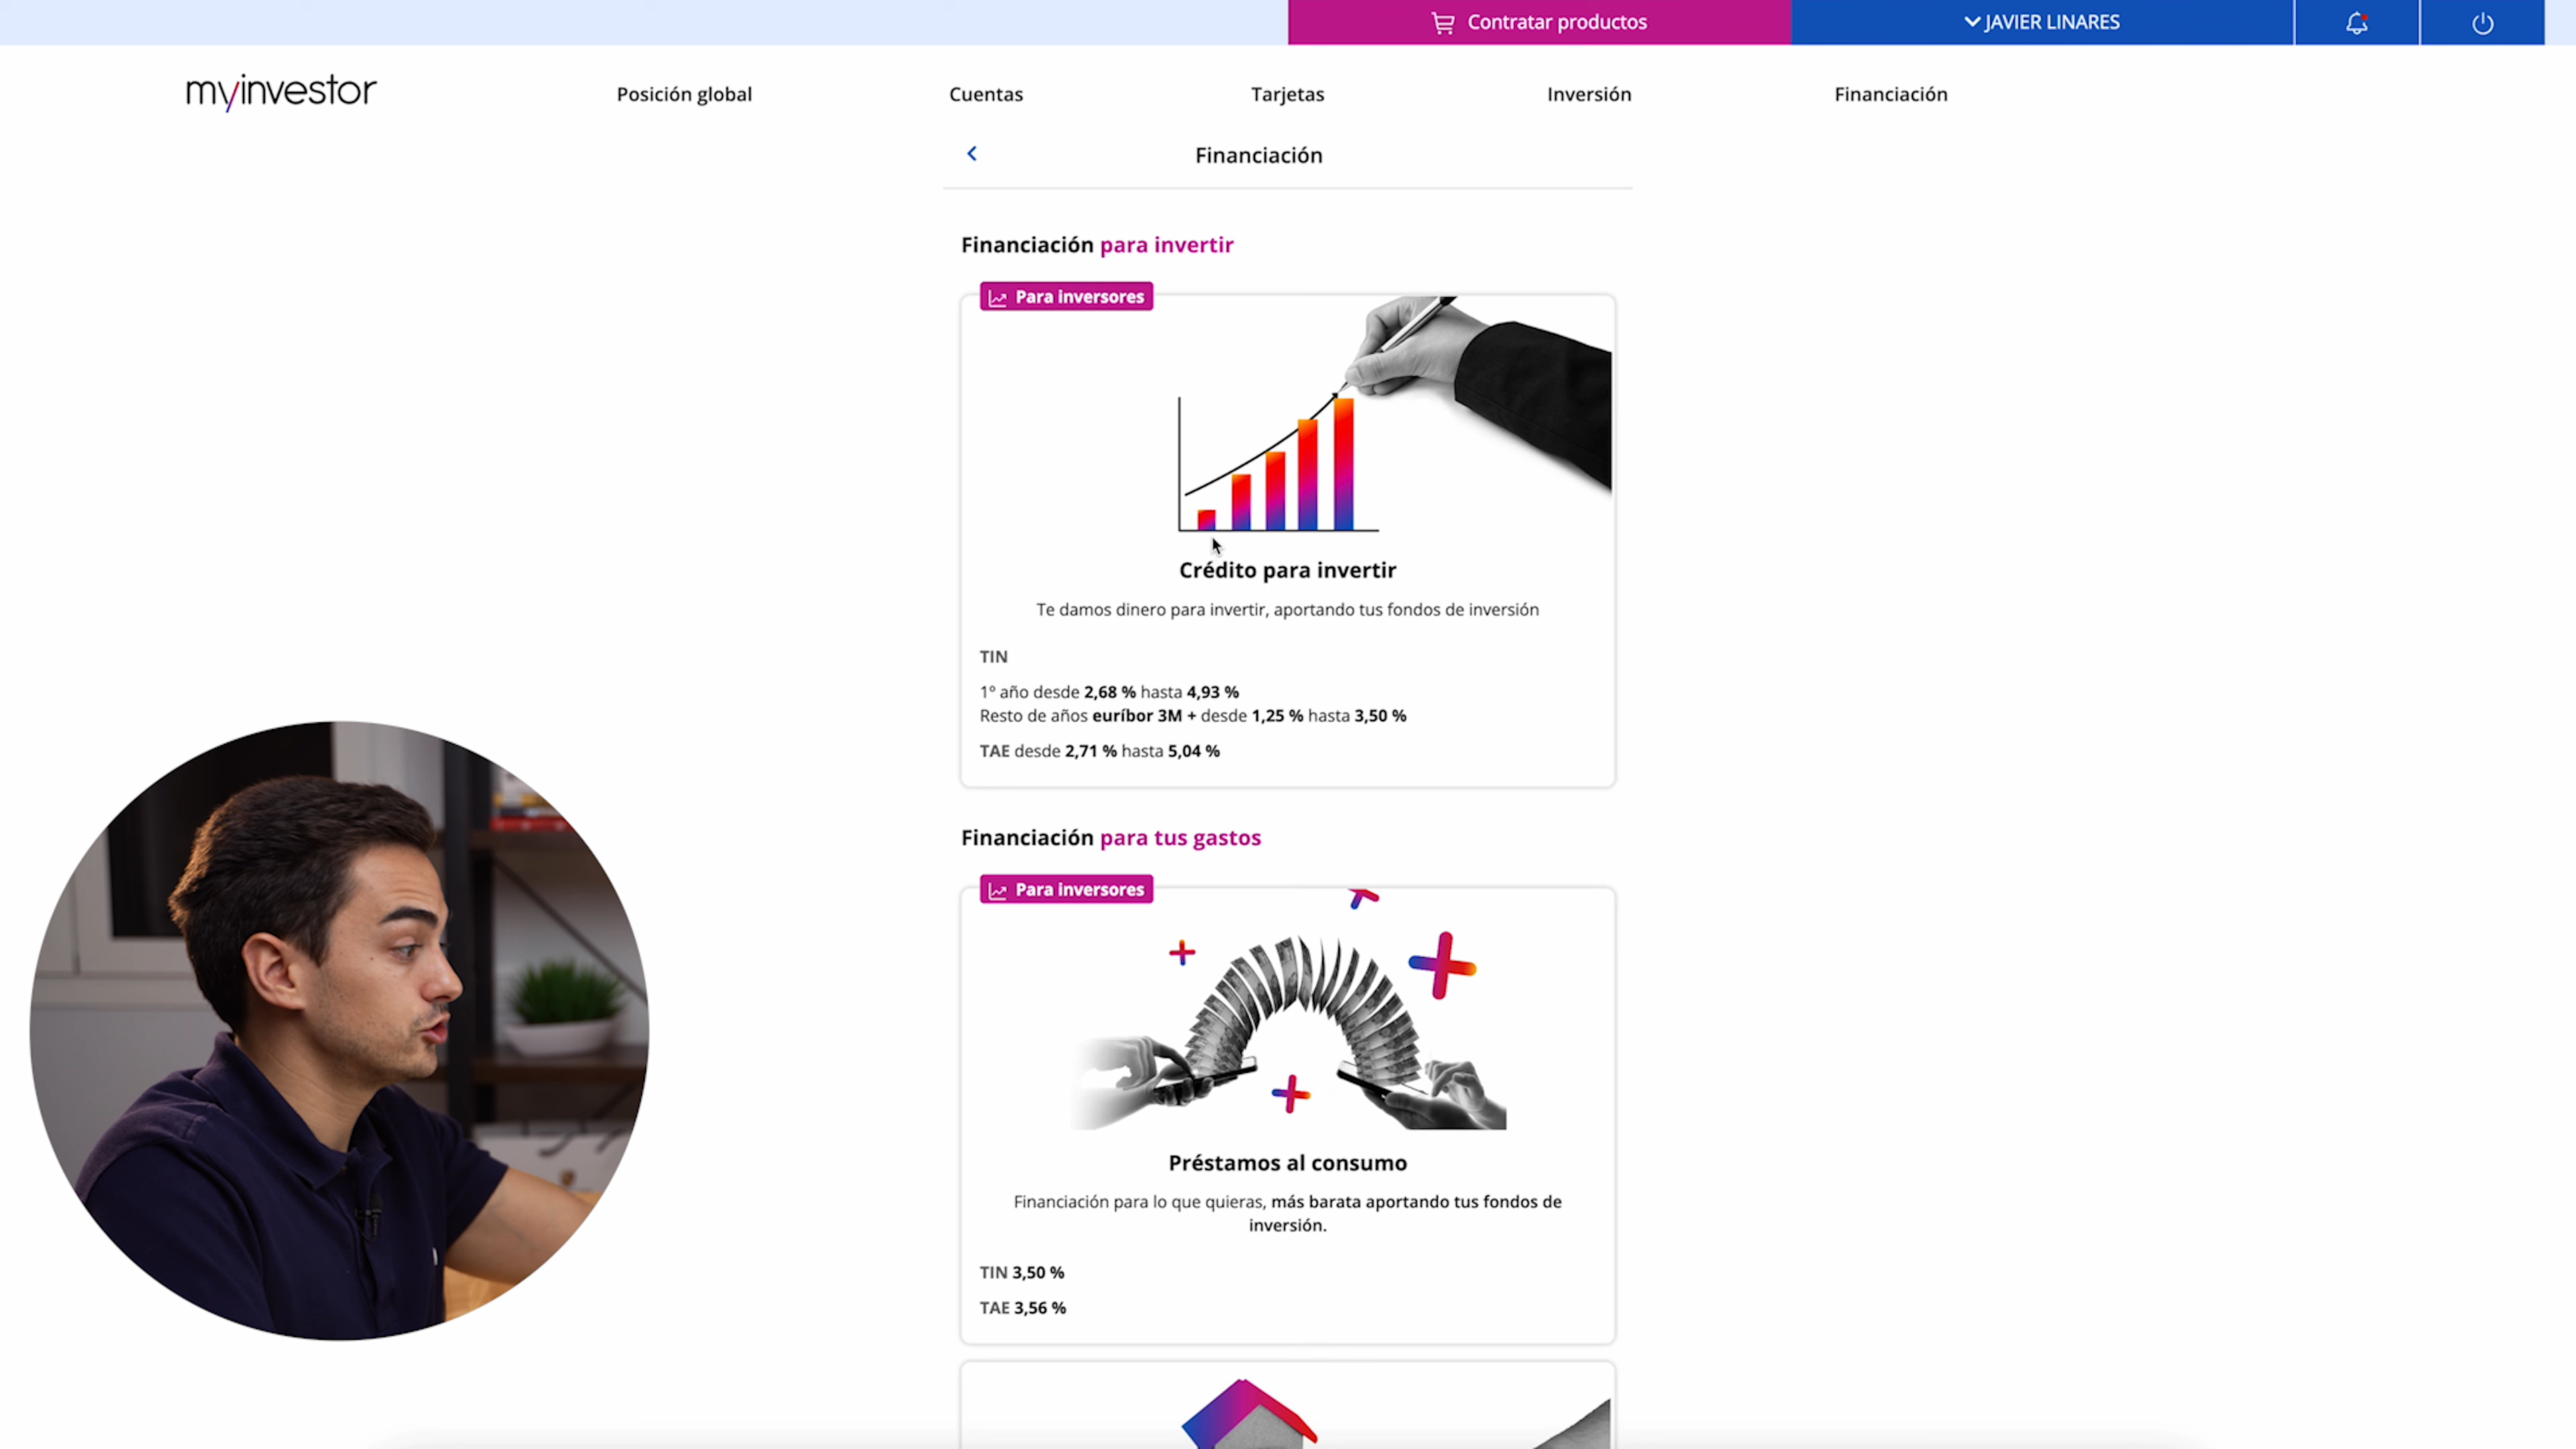 Contratar productos
JAVIER LINARES
myinvestor
Posición global
Cuentas
Tarjetas
Inversión
Financiación
Financiación
Financiación para invertir
Para inversores
Crédito para invertir
Te damos dinero para invertir, aportando tus fondos de inversión
TIN
1º año desde 2,68 % hasta 4,93 %
Resto de años euríbor 3M + desde 1,25 % hasta 3,50 %
TAE desde 2,71 % hasta 5,04 %
Financiación para tus gastos
Para inversores
Préstamos al consumo
Financiación para lo que quieras, más barata aportando tus fondos de
inversión.
TIN 3,50 %
TAE 3,56 %